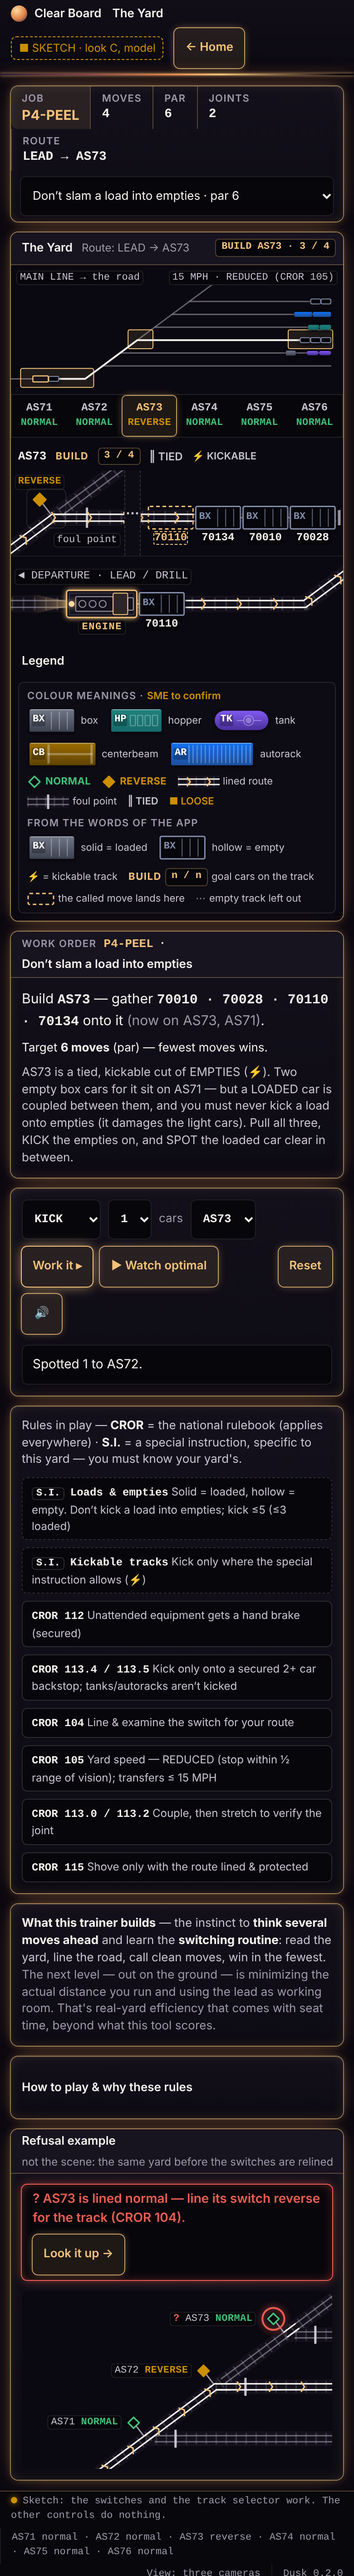 Clear Board The Yard
SKETCH · look C, model
← Home
JOB
P4-PEEL
MOVES
4
PAR
6
JOINTS
2
ROUTE
LEAD → AS73
Don’t slam a load into empties · par 6
The Yard Route: LEAD → AS73
BUILD AS73 · 3 / 4
MAIN LINE → the road
15 MPH · REDUCED (CROR 105)
AS71 AS72 AS73 AS74 AS75 AS76
NORMAL NORMAL REVERSE NORMAL NORMAL NORMAL
AS73 BUILD 3 / 4 TIED ⚡ KICKABLE
REVERSE
BX BX BX
foul point
70110 70134 70010 70028
◄ DEPARTURE · LEAD / DRILL
BX
ENGINE
70110
Legend
COLOUR MEANINGS · SME to confirm
BX box HP hopper TK tank
CB centerbeam AR autorack
NORMAL REVERSE lined route
foul point TIED LOOSE
FROM THE WORDS OF THE APP
BX solid = loaded BX hollow = empty
⚡ = kickable track BUILD n / n goal cars on the track
the called move lands here ··· empty track left out
WORK ORDER P4-PEEL ·
Don’t slam a load into empties
Build AS73 — gather 70010 · 70028 · 70110
· 70134 onto it (now on AS73, AS71).
Target 6 moves (par) — fewest moves wins.
AS73 is a tied, kickable cut of EMPTIES (⚡). Two
empty box cars for it sit on AS71 — but a LOADED car is
coupled between them, and you must never kick a load
onto empties (it damages the light cars). Pull all three,
KICK the empties on, and SPOT the loaded car clear in
between.
KICK 1 cars AS73
Work it ▸ ▶ Watch optimal Reset
🔊
Spotted 1 to AS72.
Rules in play — CROR = the national rulebook (applies
everywhere) · S.I. = a special instruction, specific to
this yard — you must know your yard's.
S.I. Loads & empties Solid = loaded, hollow =
empty. Don’t kick a load into empties; kick ≤5 (≤3
loaded)
S.I. Kickable tracks Kick only where the special
instruction allows (⚡)
CROR 112 Unattended equipment gets a hand brake
(secured)
CROR 113.4 / 113.5 Kick only onto a secured 2+ car
backstop; tanks/autoracks aren’t kicked
CROR 104 Line & examine the switch for your route
CROR 105 Yard speed — REDUCED (stop within ½
range of vision); transfers ≤ 15 MPH
CROR 113.0 / 113.2 Couple, then stretch to verify the
joint
CROR 115 Shove only with the route lined & protected
What this trainer builds — the instinct to think several
moves ahead and learn the switching routine: read the
yard, line the road, call clean moves, win in the fewest.
The next level — out on the ground — is minimizing the
actual distance you run and using the lead as working
room. That's real-yard efficiency that comes with seat
time, beyond what this tool scores.
How to play & why these rules
Refusal example
not the scene: the same yard before the switches are relined
? AS73 is lined normal — line its switch reverse
for the track (CROR 104).
Look it up →
? AS73 NORMAL
AS72 REVERSE
AS71 NORMAL
Sketch: the switches and the track selector work. The
other controls do nothing.
AS71 normal · AS72 normal · AS73 reverse · AS74 normal
· AS75 normal · AS76 normal
View: three cameras Dusk 0.2.0